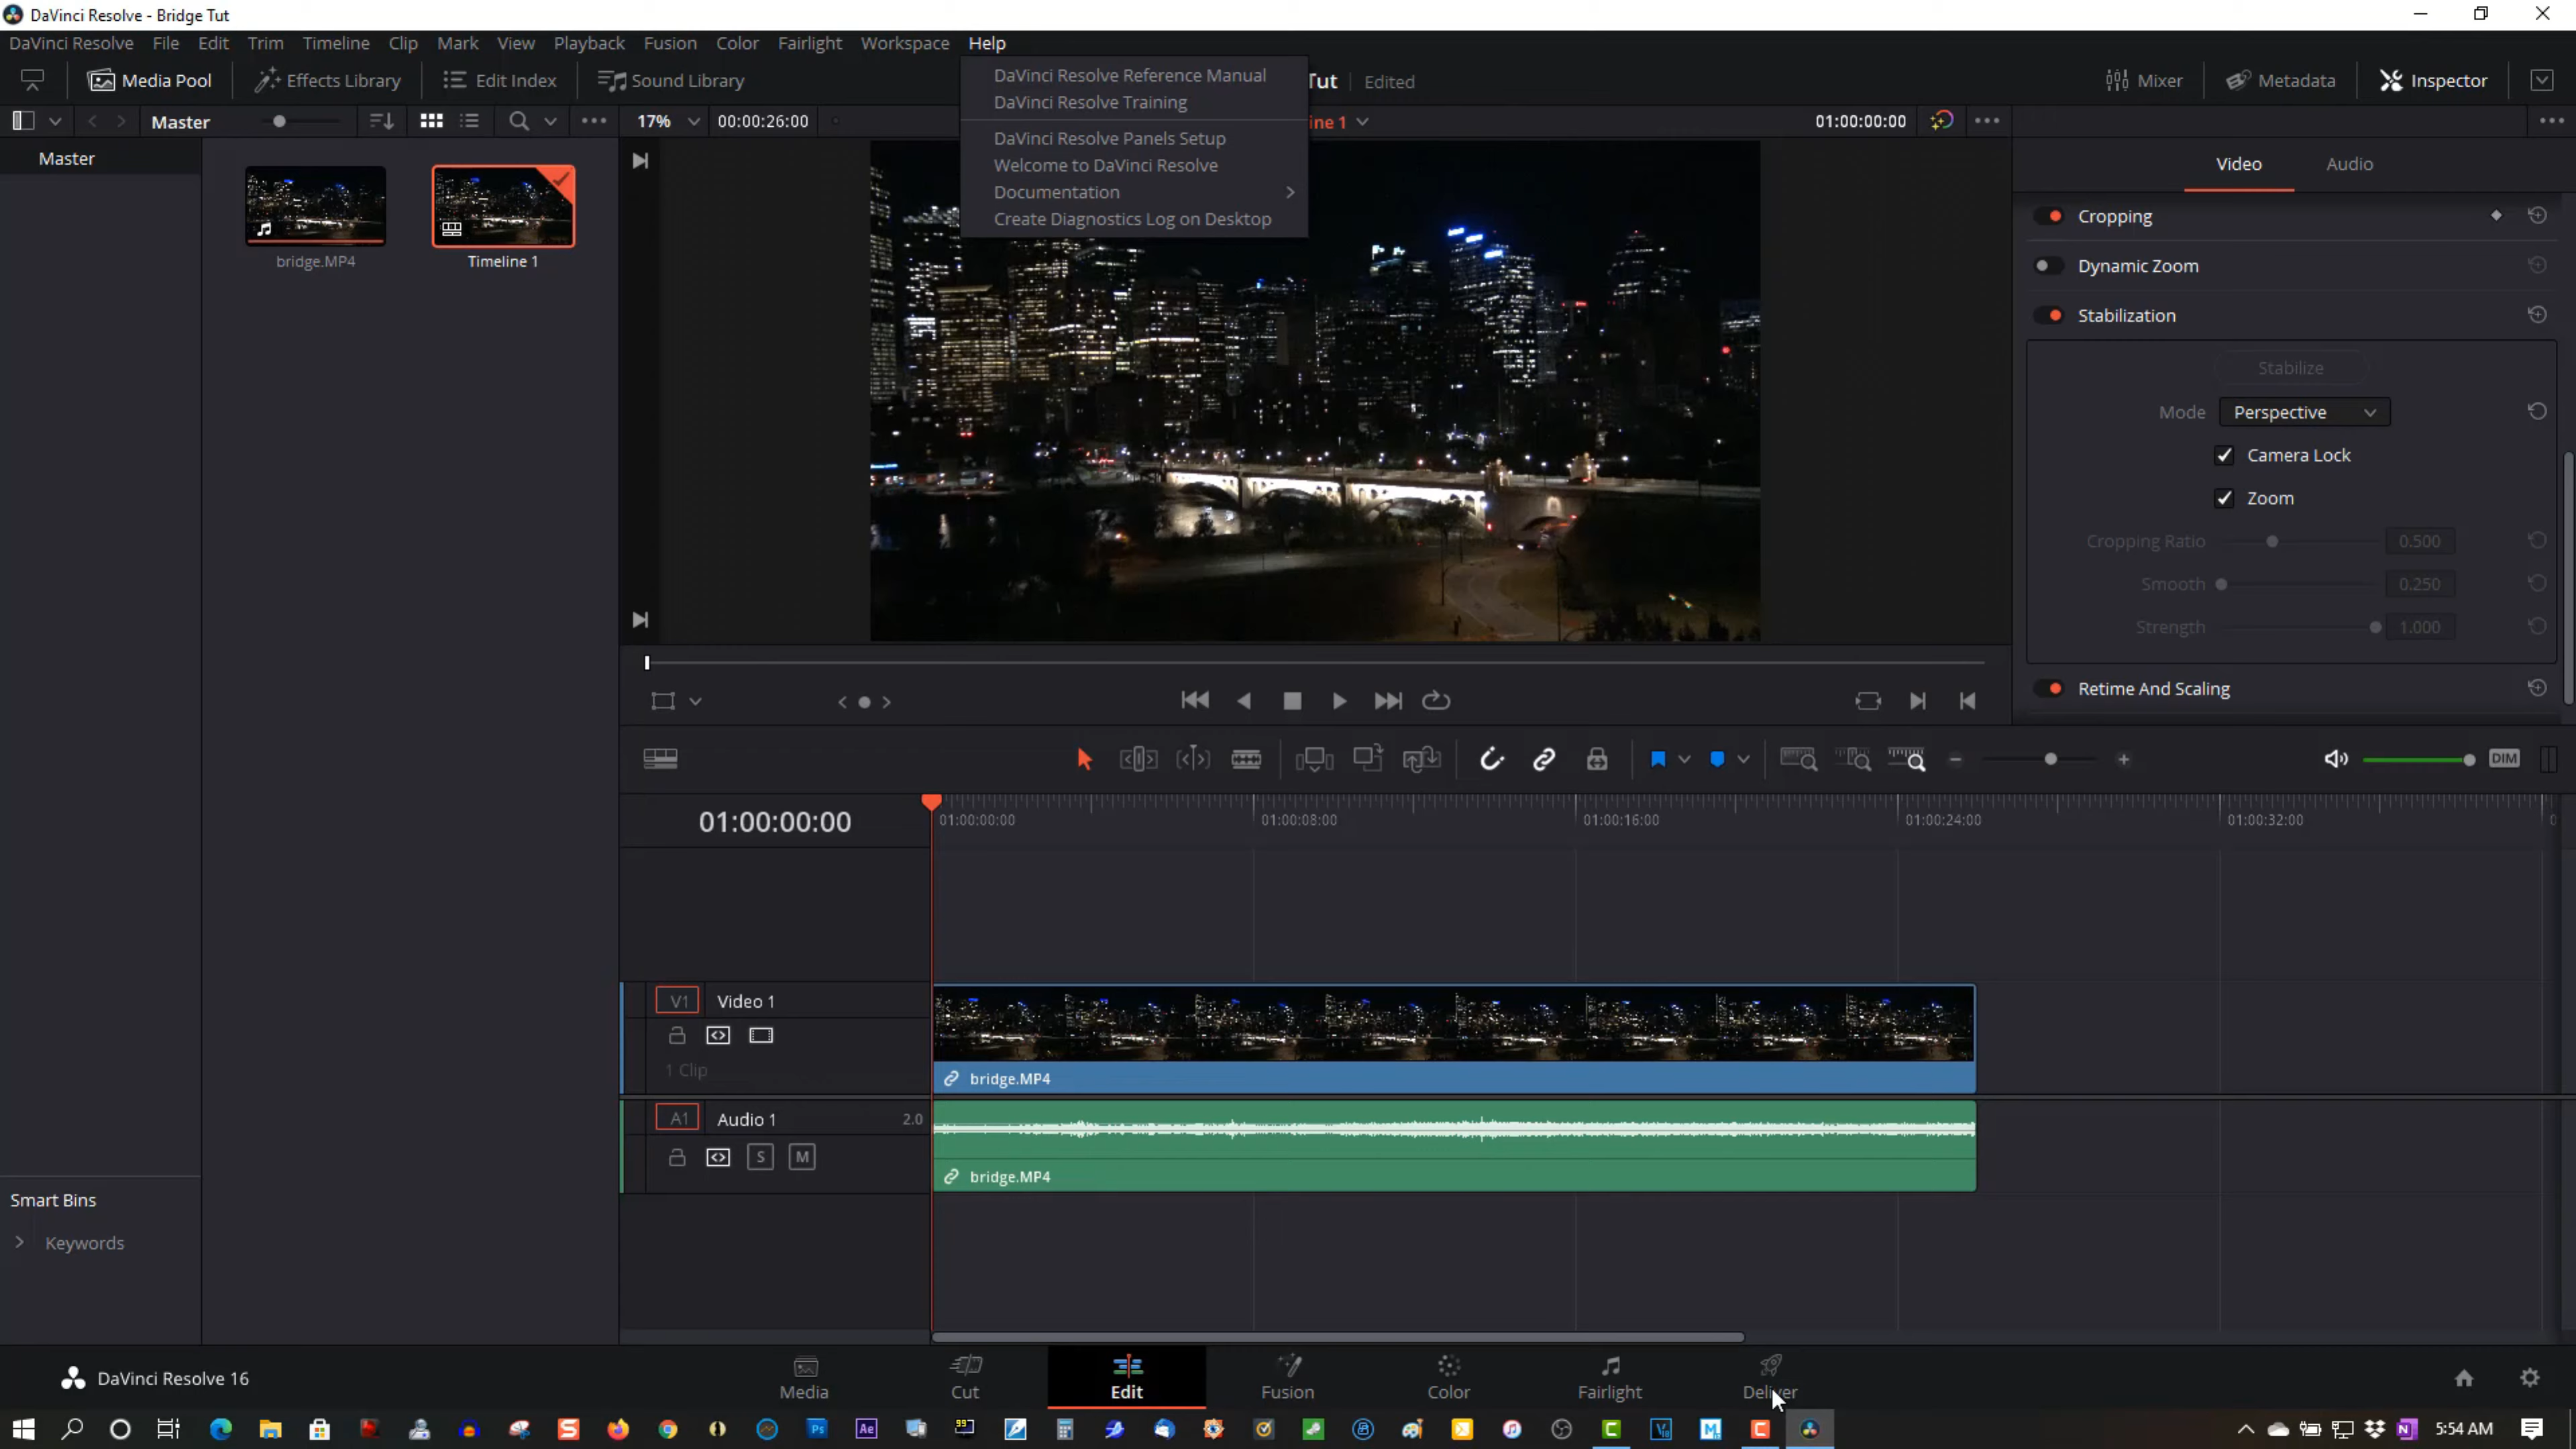 DaVinci Resolve - Bridge Tut
DaVinci Resolve File Edit Trim Timeline Clip Mark View Playback Fusion Color Fairlight Workspace Help
Media Pool Effects Library Edit Index Sound Library Tut Edited Mixer Metadata Inspector
DaVinci Resolve Reference Manual
DaVinci Resolve Training
DaVinci Resolve Panels Setup
Welcome to DaVinci Resolve
Documentation
Create Diagnostics Log on Desktop
Master 17% 00:00:26:00 ine 1 01:00:00:00
Master
bridge.MP4 Timeline 1
Video Audio
Cropping
Dynamic Zoom
Stabilization
Stabilize
Mode Perspective
Camera Lock
Zoom
Cropping Ratio 0.500
Smooth 0.250
Strength 1.000
Retime And Scaling
DIM
01:00:00:00 01:00:00:00 01:00:08:00 01:00:16:00 01:00:24:00 01:00:32:00
V1 Video 1
1 Clip
bridge.MP4
A1 Audio 1 2.0
S M
bridge.MP4
Smart Bins
Keywords
DaVinci Resolve 16 Media Cut Edit Fusion Color Fairlight Deliver
Ps Ae 99
5:54 AM